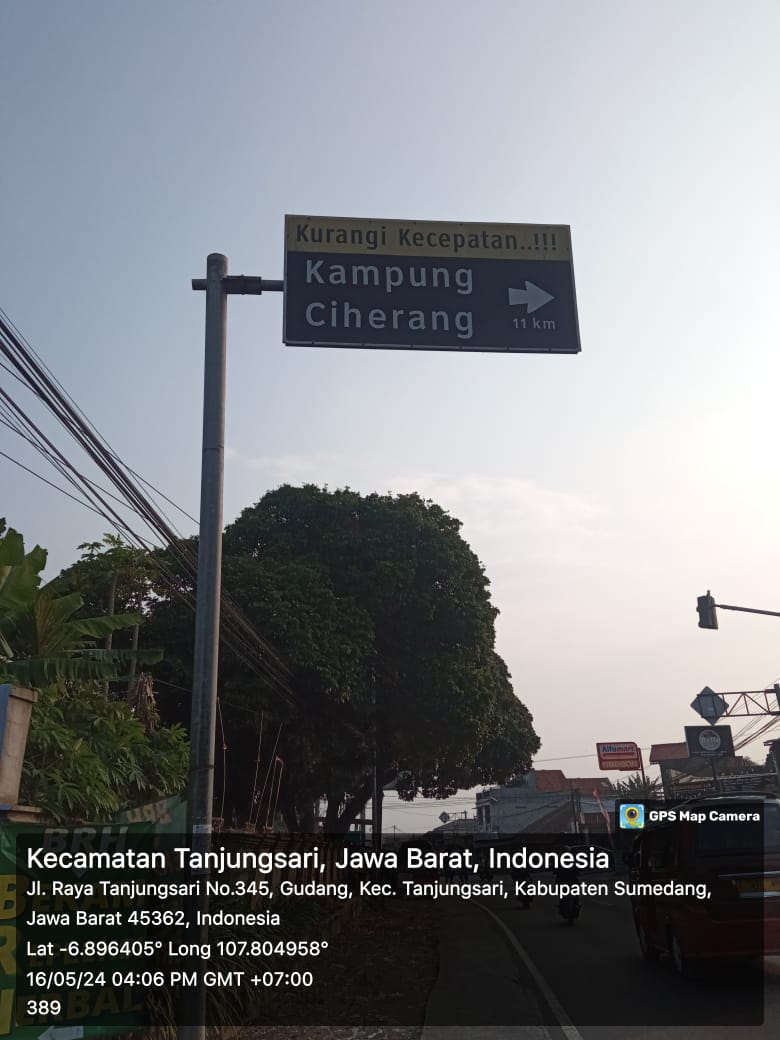 Kurangi Kecepatan..!!!
Kampung
Ciherang
11 km
Alfamart
GPS Map Camera
BRH
Kecamatan Tanjungsari, Jawa Barat, Indonesia
Jl. Raya Tanjungsari No.345, Gudang, Kec. Tanjungsari, Kabupaten Sumedang,
Jawa Barat 45362, Indonesia
Lat -6.896405° Long 107.804958°
16/05/24 04:06 PM GMT +07:00
389